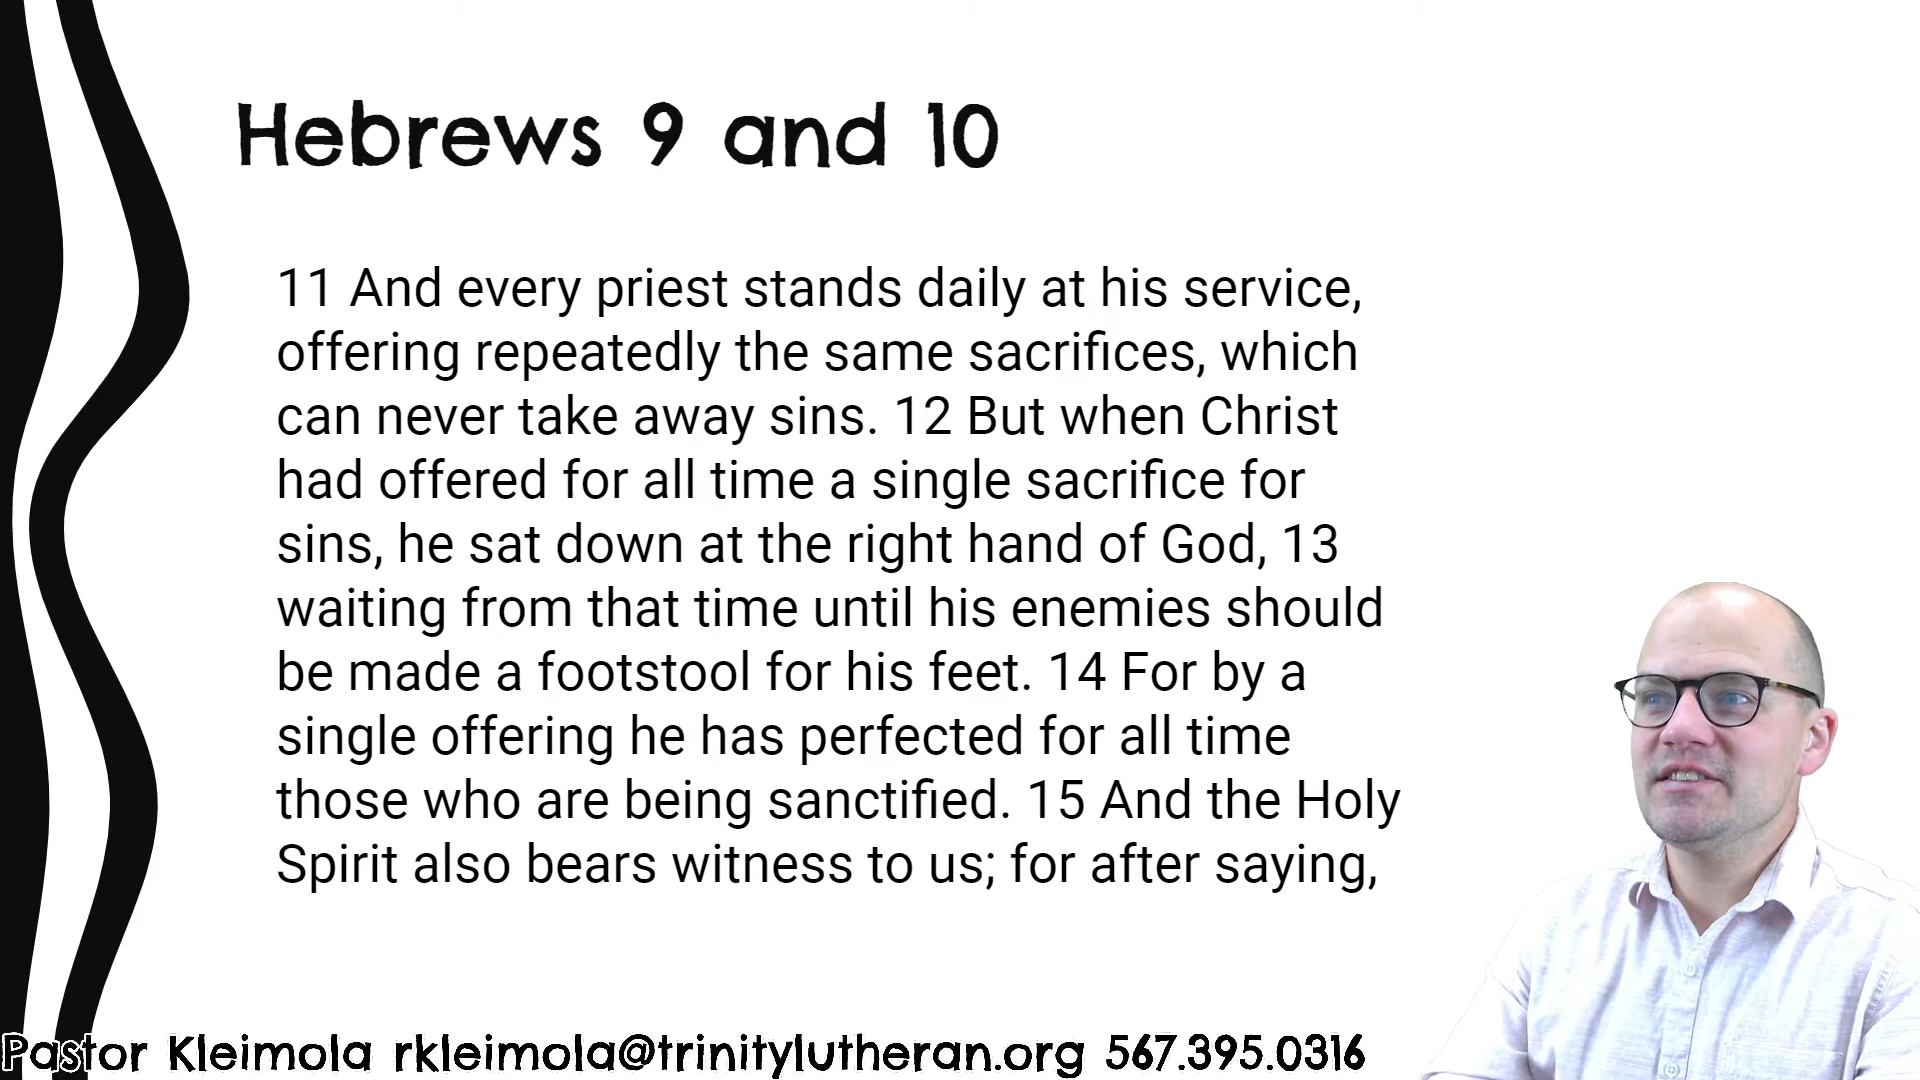 Hebrews 9 and 10
11 And every priest stands daily at his service,
offering repeatedly the same sacrifices, which
can never take away sins. 12 But when Christ
had offered for all time a single sacrifice for
sins, he sat down at the right hand of God, 13
waiting from that time until his enemies should
be made a footstool for his feet. 14 For by a
single offering he has perfected for all time
those who are being sanctified. 15 And the Holy
Spirit also bears witness to us; for after saying,
Pastor Kleimola rkleimola@trinitylutheran.org 567.395.0316